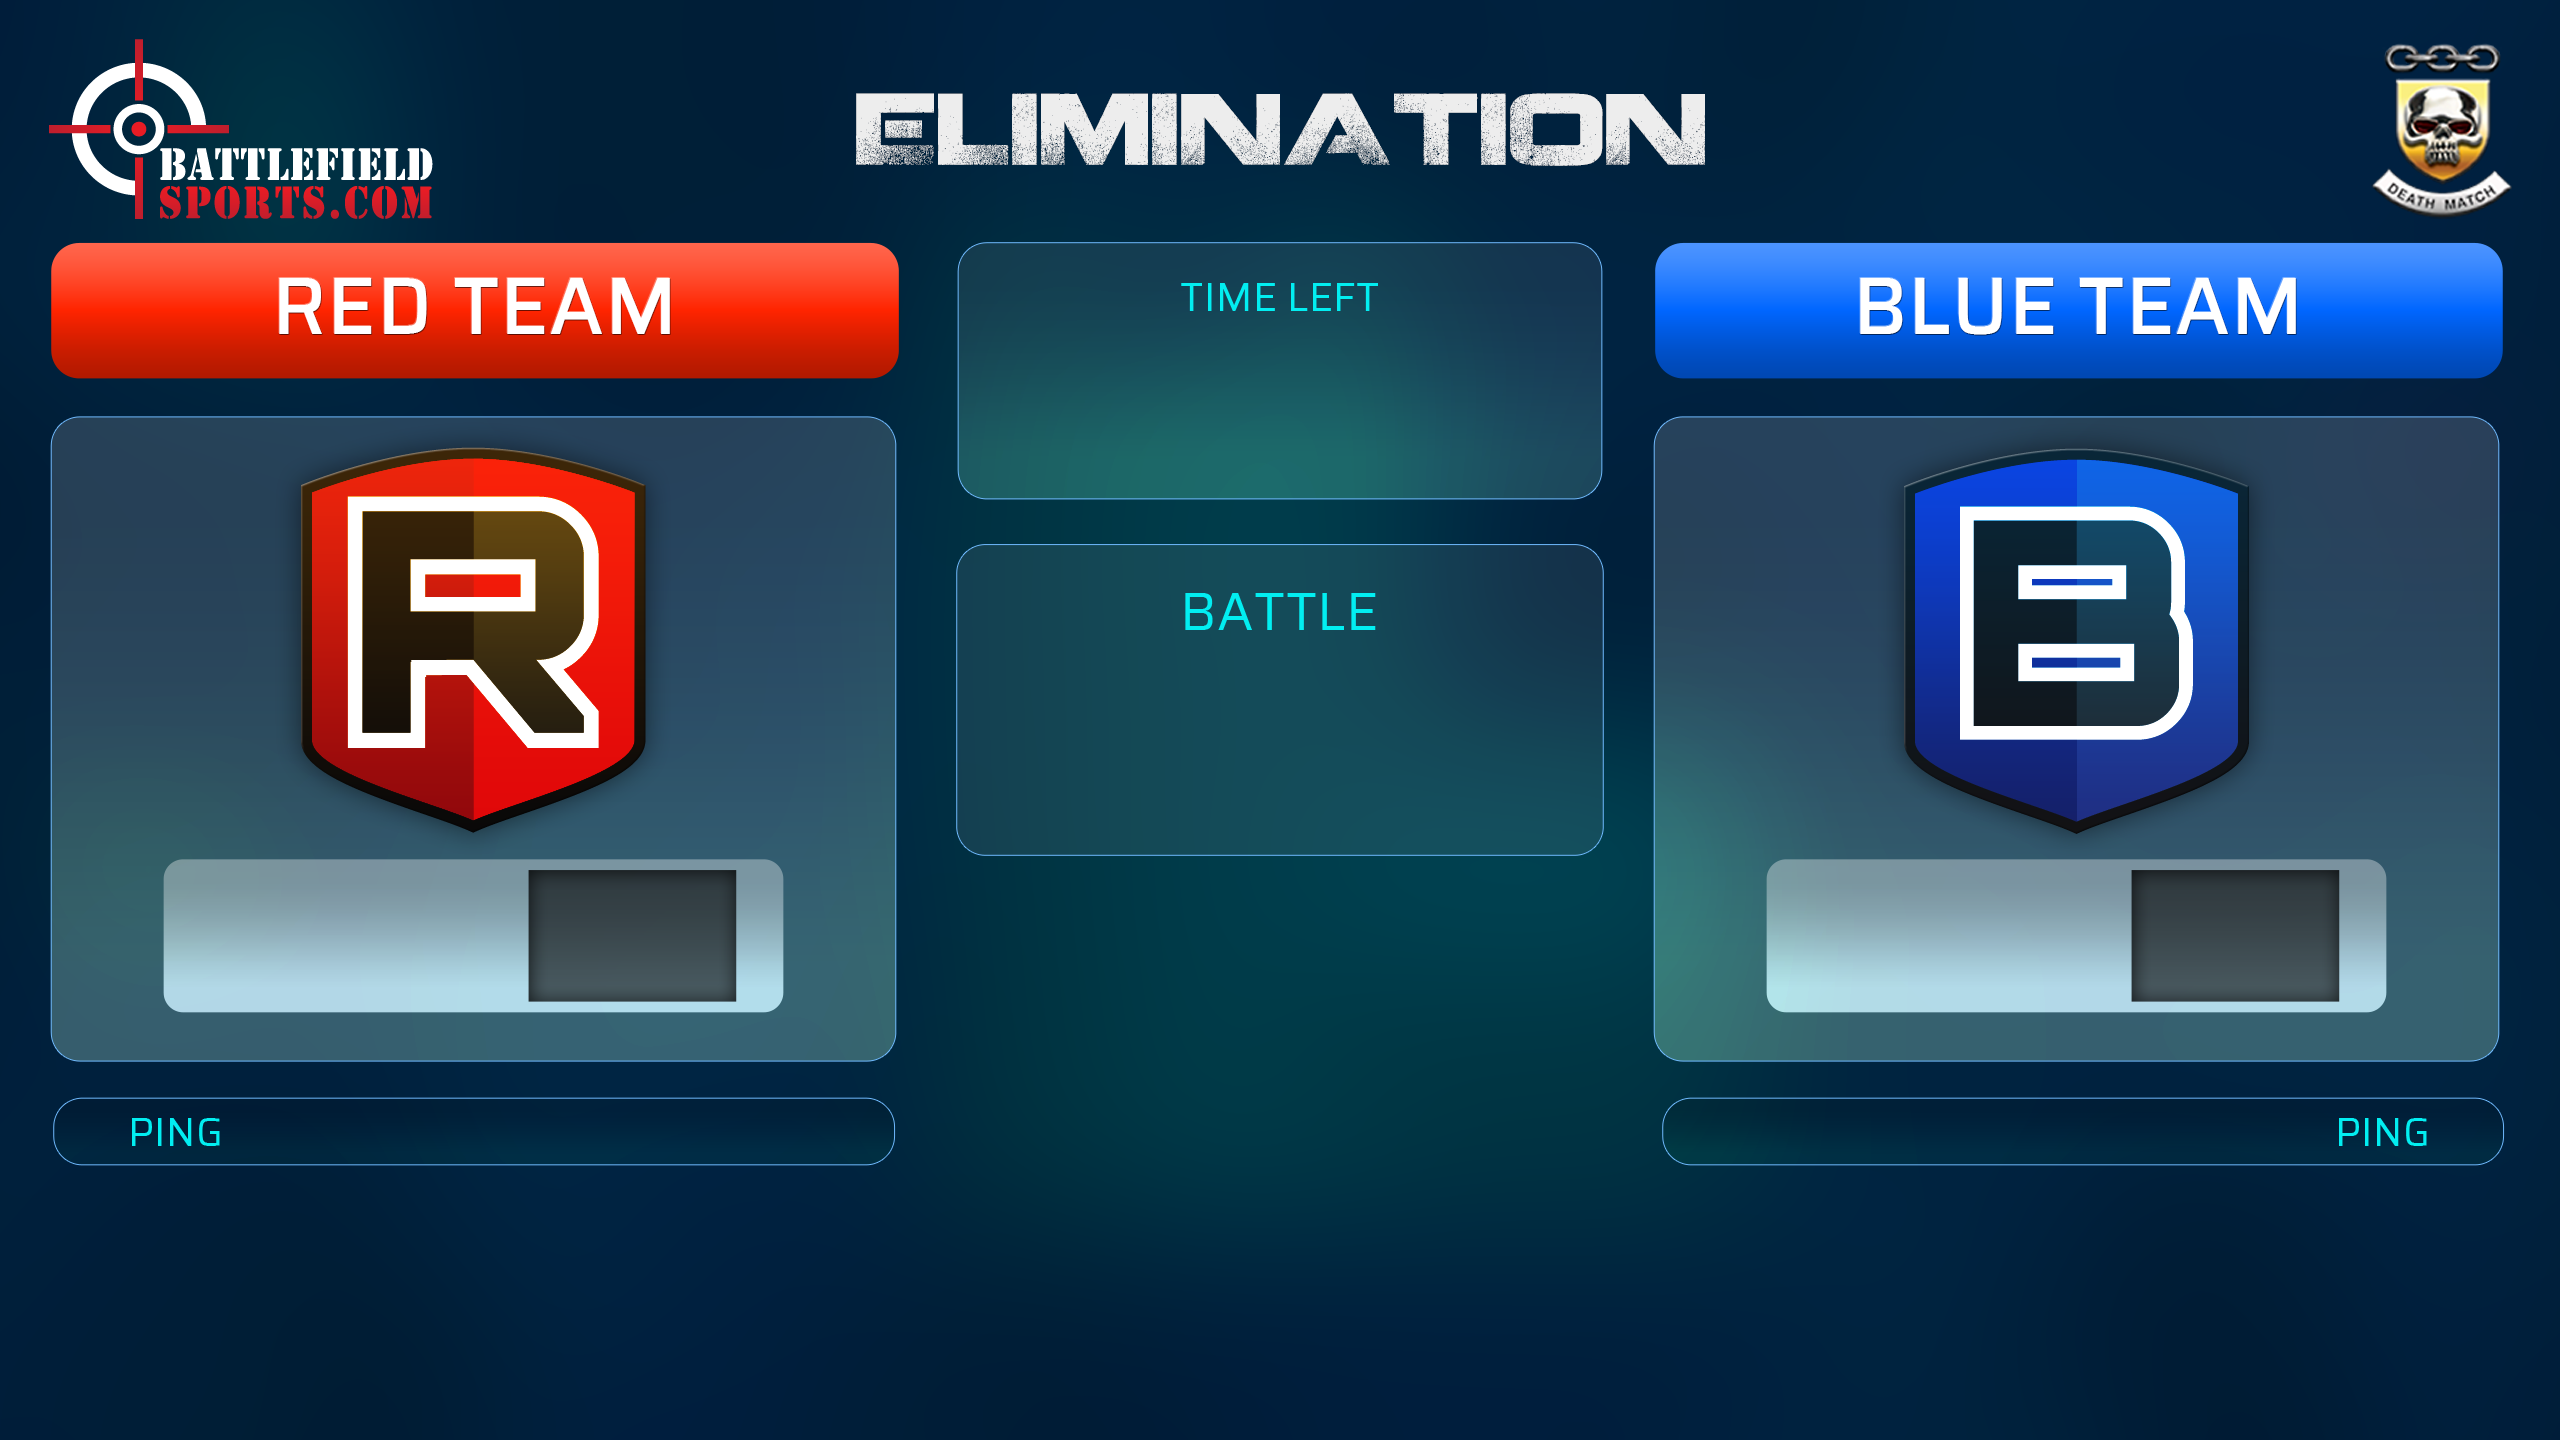 BATTLEFIELD
SPORTS.COM
ELIMINATION
DEATH MATCH
RED TEAM
TIME LEFT
BLUE TEAM
R
BATTLE
B
PING
PING